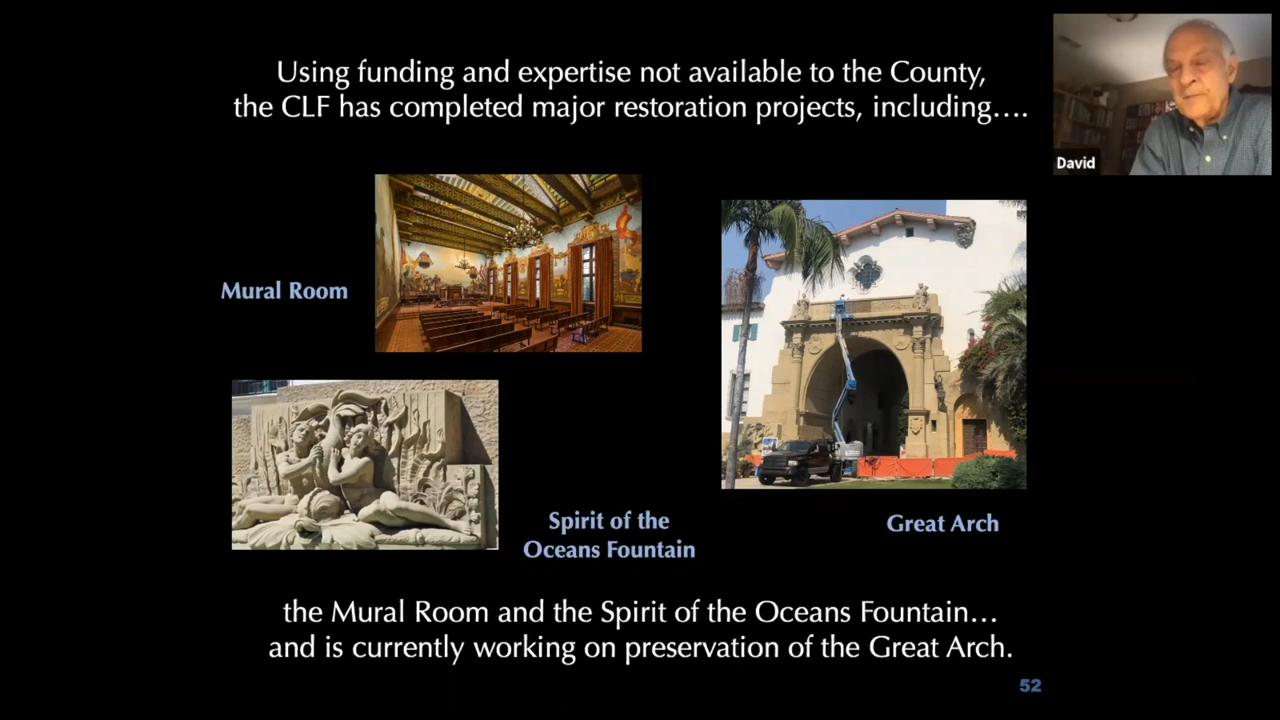 Using funding and expertise not available to the County,
the CLF has completed major restoration projects, including….
David
Mural Room
Spirit of the
Oceans Fountain
Great Arch
the Mural Room and the Spirit of the Oceans Fountain…
and is currently working on preservation of the Great Arch.
52